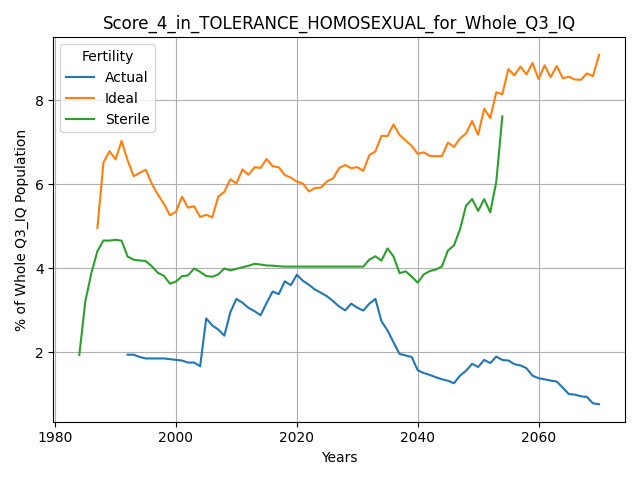 Score_4_in_TOLERANCE_HOMOSEXUAL_for_Whole_Q3_IQ
Fertility
Actual
Ideal
Sterile
% of Whole Q3_IQ Population
8
6
4
2
1980
2000
2020
2040
2060
Years